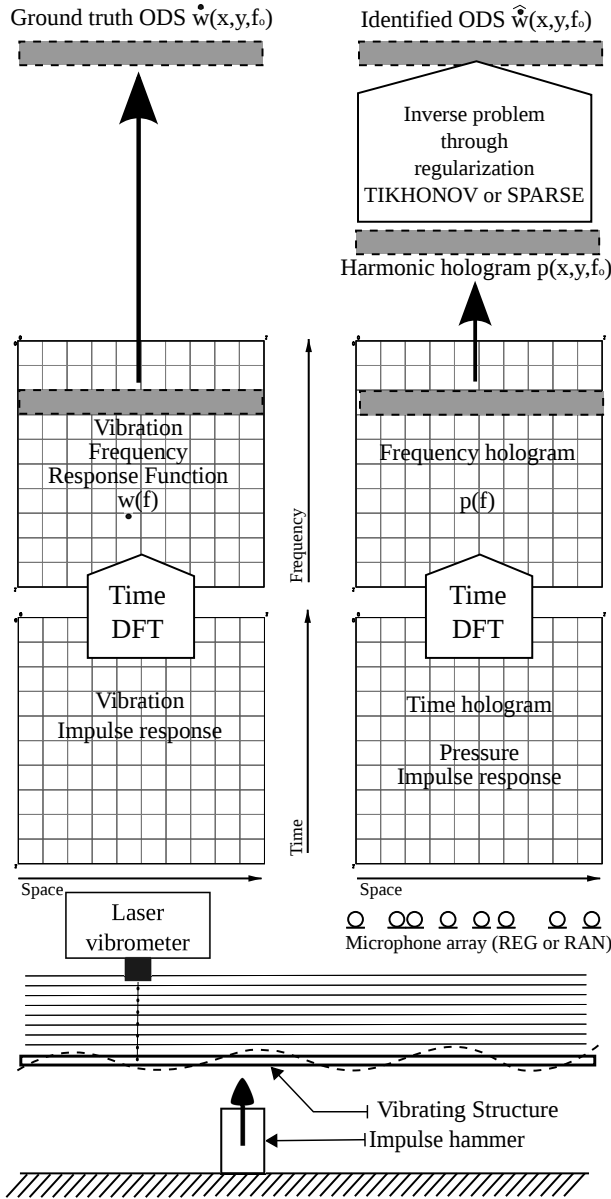 Ground truth ODS ẇ(x,y,f₀)
Identified ODS ẇ̂(x,y,f₀)
Inverse problem
through
regularization
TIKHONOV or SPARSE
Harmonic hologram p(x,y,f₀)
Vibration
Frequency
Response Function
ẇ(f)
Frequency
Frequency hologram
p(f)
Time
DFT
Time
DFT
Vibration
Impulse response
Time
Time hologram
Pressure
Impulse response
Space
Space
Laser
vibrometer
Microphone array (REG or RAN)
Vibrating Structure
Impulse hammer